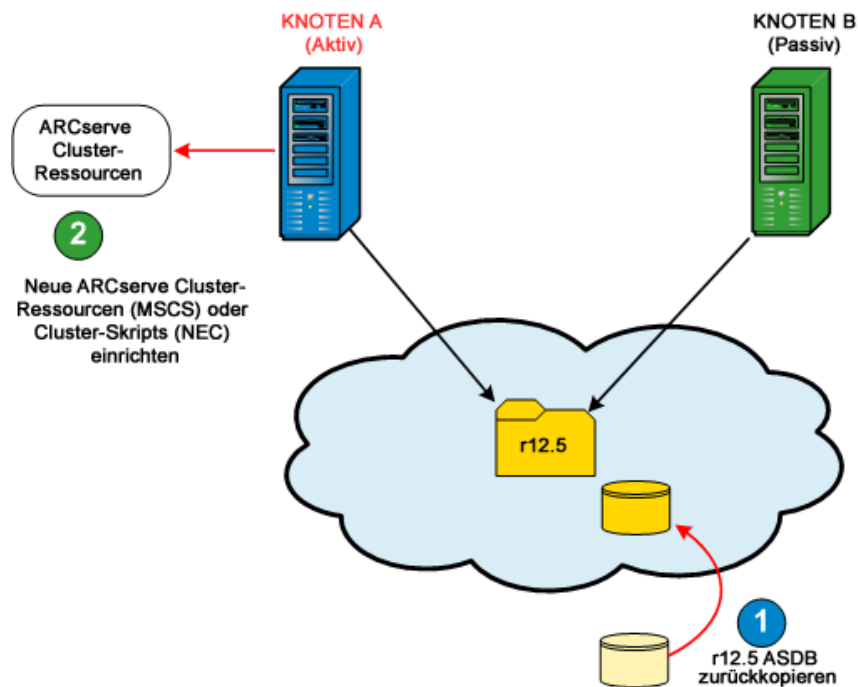 KNOTEN A
(Aktiv)
KNOTEN B
(Passiv)
ARCserve
Cluster-
Ressourcen
2
Neue ARCserve Cluster-
Ressourcen (MSCS) oder
Cluster-Skripts (NEC)
einrichten
r12.5
1
r12.5 ASDB
zurückkopieren